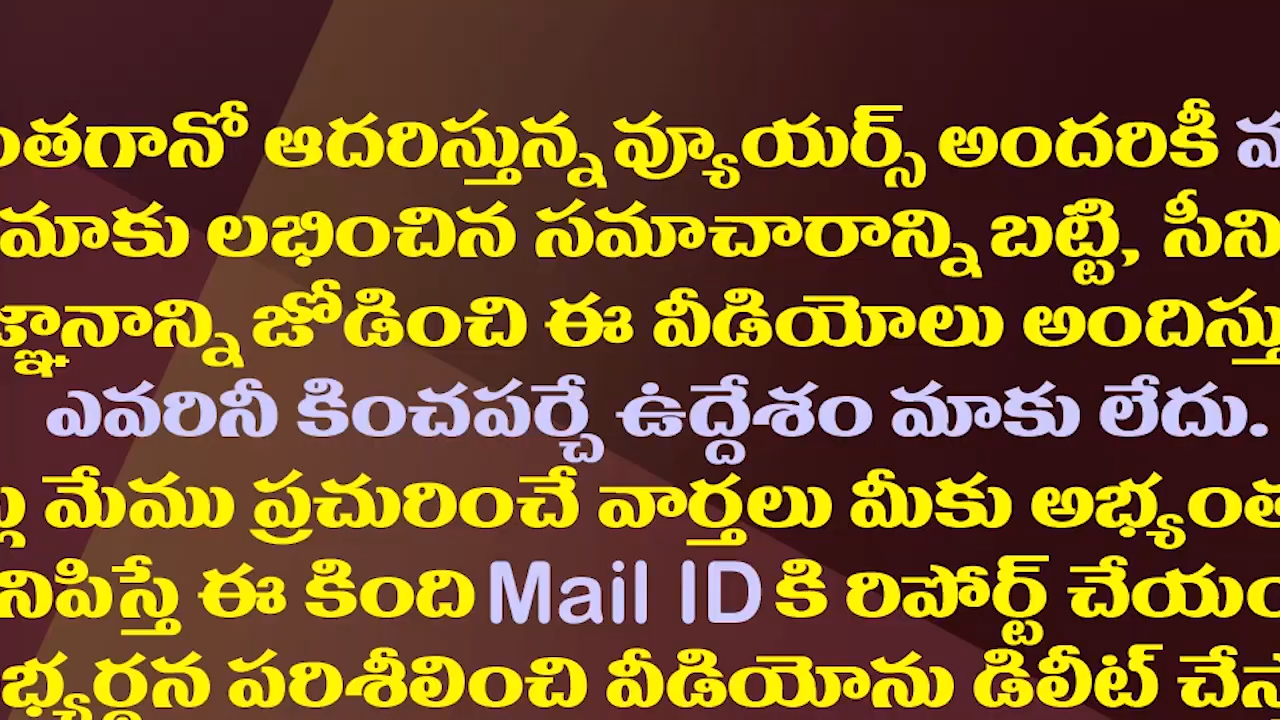 ంతగానో ఆదరిస్తున్న వ్యూయర్స్ అందరికీ
మాకు లభించిన సమాచారాన్ని బట్టి, సీని
జ్ఞానాన్ని జోడించి ఈ వీడియోలు అందిస్తు
ఎవరినీ కించపర్చే ఉద్దేశం మాకు లేదు.
మేము ప్రచురించే వార్తలు మీకు అభ్యంత
నిపిస్తే ఈ కింది Mail ID కి రిపోర్ట్ చేయం
భ్యర్థన పరిశీలించి వీడియోను డిలీట్ చేస